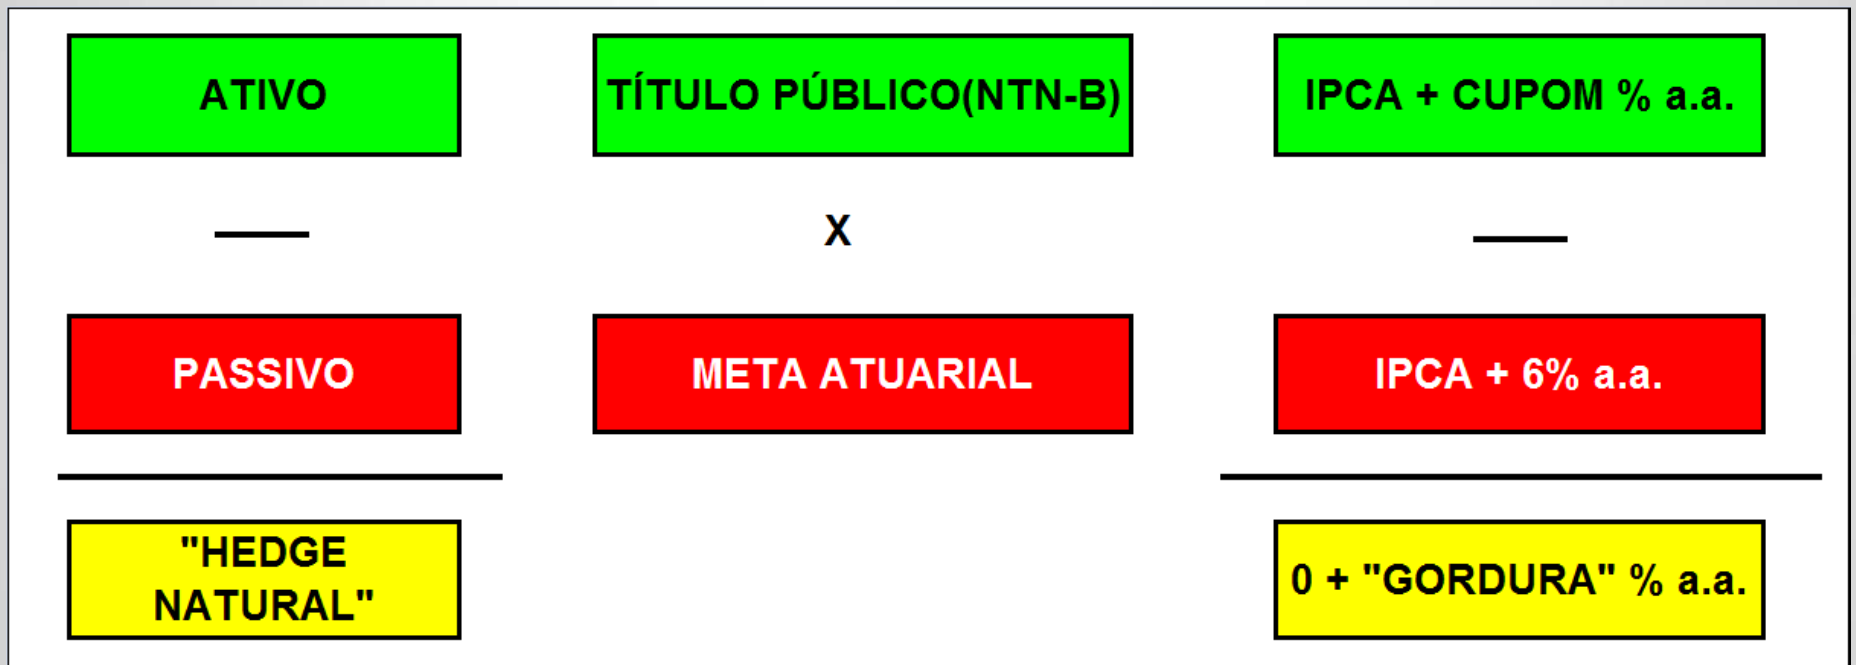 ATIVO
TÍTULO PÚBLICO(NTN-B)
IPCA + CUPOM % a.a.
X
PASSIVO
META ATUARIAL
IPCA + 6% a.a.
"HEDGE
NATURAL"
0 + "GORDURA" % a.a.